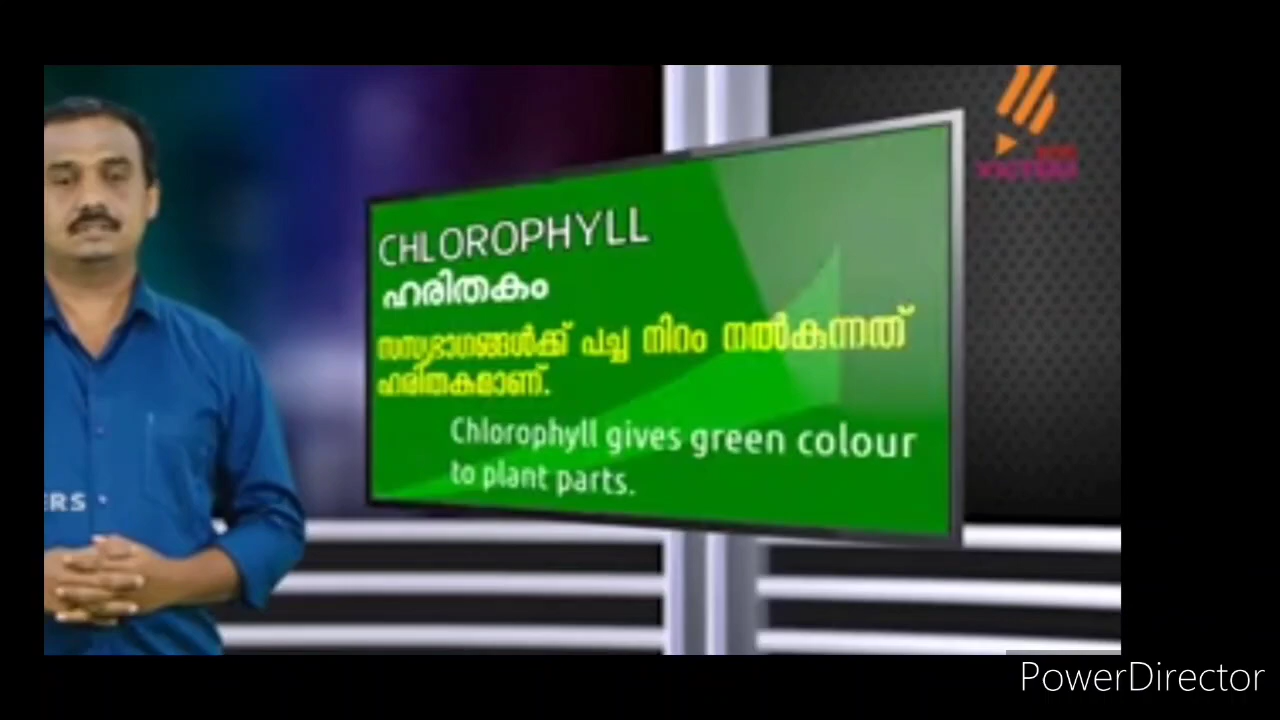 CHLOROPHYLL
ഹരിതകം
സസ്യഭാഗങ്ങൾക്ക് പച്ച നിറം നൽകുന്നത്
ഹരിതകമാണ്.
Chlorophyll gives green colour
to plant parts.
ERS
PowerDirector